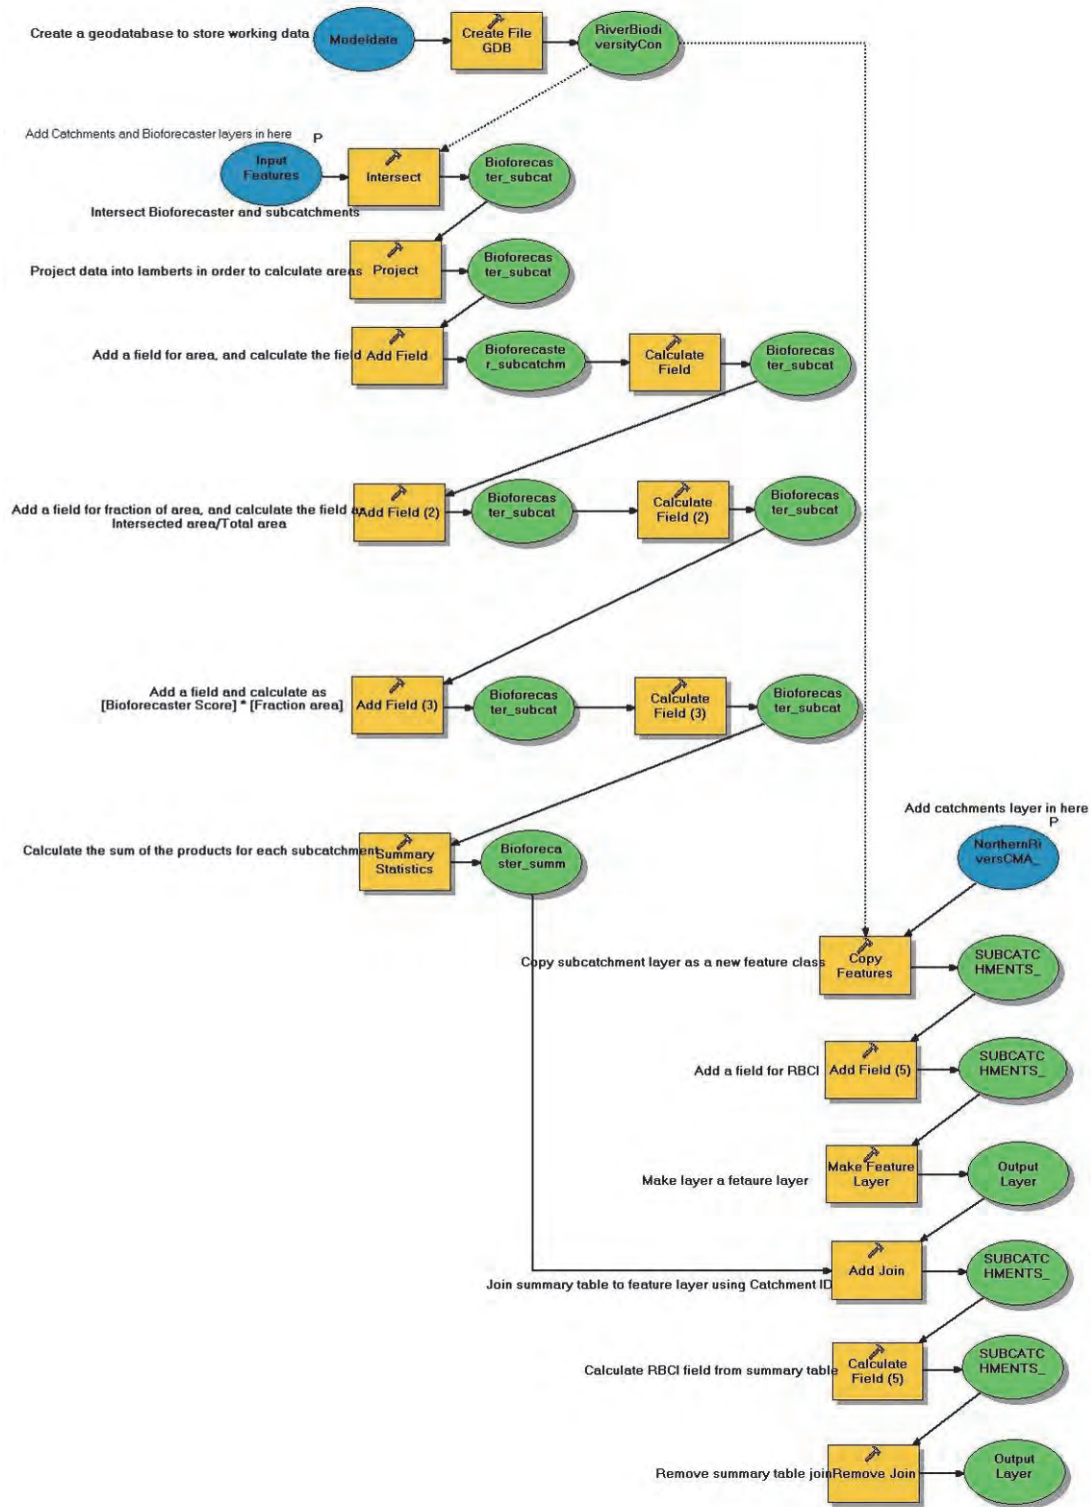 Create a geodatabase to store working data
Modeldata
Create File
GDB
RiverBiodi
versityCon
Add Catchments and Bioforecaster layers in here
P
Input
Features
Intersect
Bioforecas
ter_subcat
Intersect Bioforecaster and subcatchments
Project data into lamberts in order to calculate areas
Project
Bioforecas
ter_subcat
Add a field for area, and calculate the field
Add Field
Bioforecaste
r_subcatchm
Calculate
Field
Bioforecas
ter_subcat
Add a field for fraction of area, and calculate the field a
Intersected area/Total area
Add Field (2)
Bioforecas
ter_subcat
Calculate
Field (2)
Bioforecas
ter_subcat
Add a field and calculate as
[Bioforecaster Score] * [Fraction area]
Add Field (3)
Bioforecas
ter_subcat
Calculate
Field (3)
Bioforecas
ter_subcat
Calculate the sum of the products for each subcatchment
Summary
Statistics
Bioforeca
ster_summ
Add catchments layer in here
P
NorthernRi
versCMA_
Copy subcatchment layer as a new feature class
Copy
Features
SUBCATC
HMENTS_
Add a field for RBCI
Add Field (5)
SUBCATC
HMENTS_
Make layer a fetaure layer
Make Feature
Layer
Output
Layer
Join summary table to feature layer using Catchment ID
Add Join
SUBCATC
HMENTS_
Calculate RBCI field from summary table
Calculate
Field (5)
SUBCATC
HMENTS_
Remove summary table join
Remove Join
Output
Layer